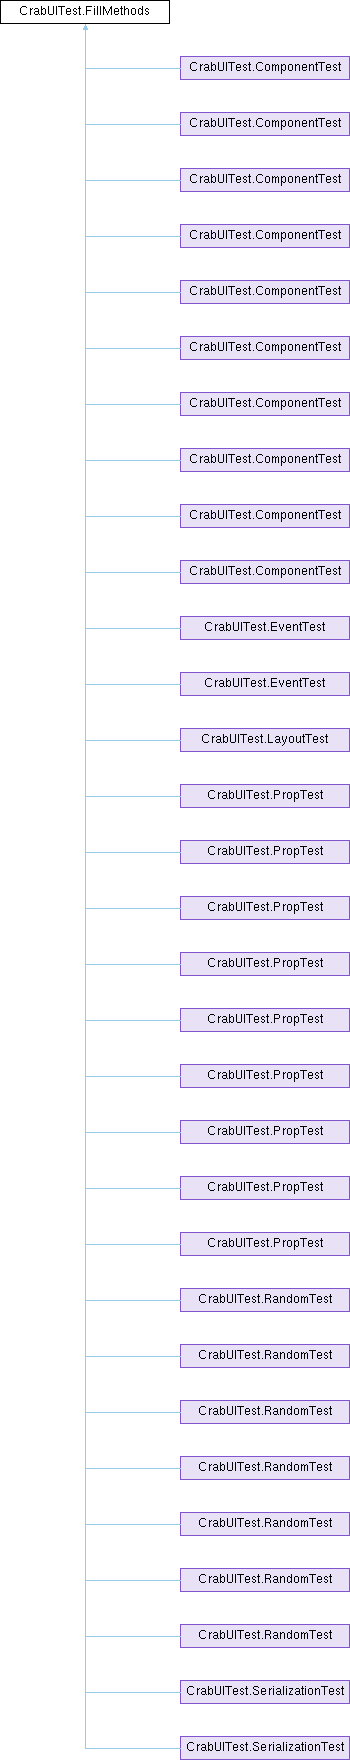 CrabUITest.FillMethods
CrabUITest.ComponentTest
CrabUITest.ComponentTest
CrabUITest.ComponentTest
CrabUITest.ComponentTest
CrabUITest.ComponentTest
CrabUITest.ComponentTest
CrabUITest.ComponentTest
CrabUITest.ComponentTest
CrabUITest.ComponentTest
CrabUITest.ComponentTest
CrabUITest.EventTest
CrabUITest.EventTest
CrabUITest.LayoutTest
CrabUITest.PropTest
CrabUITest.PropTest
CrabUITest.PropTest
CrabUITest.PropTest
CrabUITest.PropTest
CrabUITest.PropTest
CrabUITest.PropTest
CrabUITest.PropTest
CrabUITest.PropTest
CrabUITest.RandomTest
CrabUITest.RandomTest
CrabUITest.RandomTest
CrabUITest.RandomTest
CrabUITest.RandomTest
CrabUITest.RandomTest
CrabUITest.RandomTest
CrabUITest.SerializationTest
CrabUITest.SerializationTest